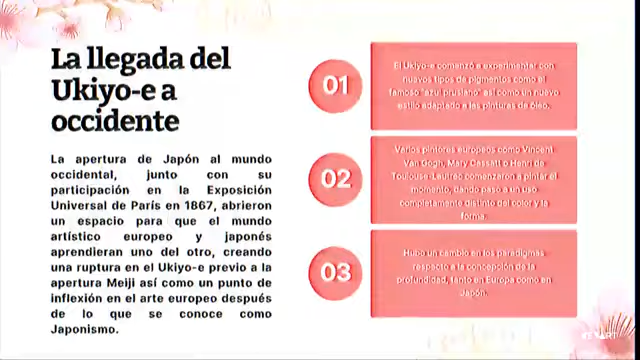 La llegada del
Ukiyo-e a
occidente
La apertura de Japón al mundo
occidental, junto con su
participación en la Exposición
Universal de París en 1867, abrieron
un espacio para que el mundo
artístico europeo y japonés
aprendieran uno del otro, creando
una ruptura en el Ukiyo-e previo a la
apertura Meiji así como un punto de
inflexión en el arte europeo después
de lo que se conoce como
Japonismo.
01
El Ukiyo-e comenzó a experimentar con
nuevos tipos de pigmentos como el
famoso "azul prusiano" así como un nuevo
estilo adaptado a las pinturas de óleo.
02
Varios pintores europeos como Vincent
Van Gogh, Mary Cassatt o Henri de
Toulouse-Lautrec comenzaron a pintar el
momento, dando paso a un uso
completamente distinto del color y la
forma.
03
Hubo un cambio en los paradigmas
respecto a la concepción de la
profundidad, tanto en Europa como en
Japón.